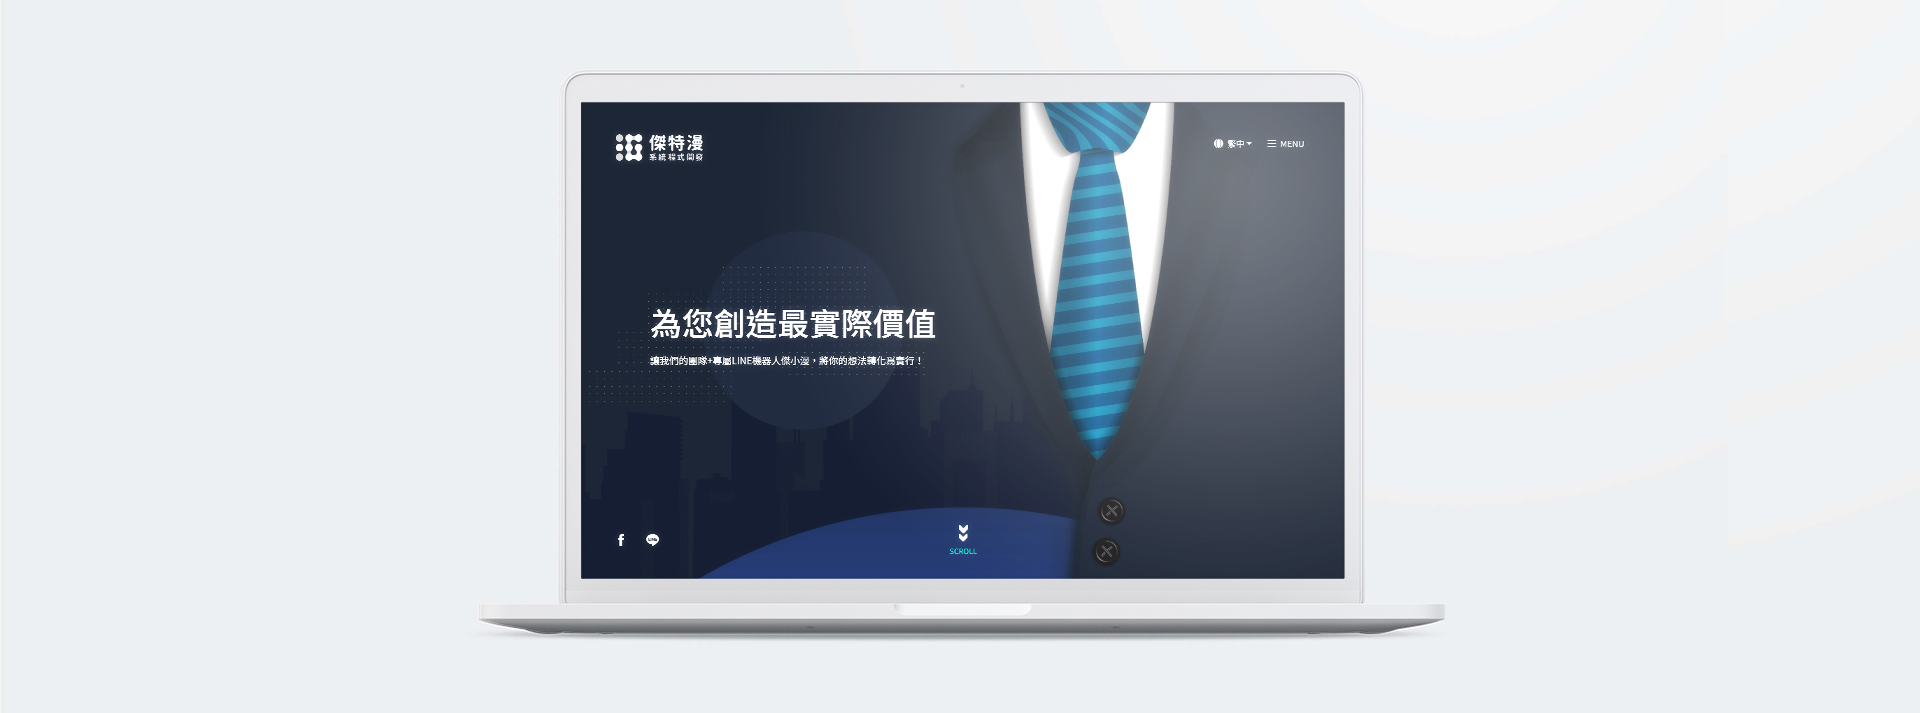 傑特漫
系統程式開發
繁中
MENU
為您創造最實際價值
讓我們的團隊+專屬LINE機器人傑小漫，將你的想法轉化為實行！
f
LINE
SCROLL